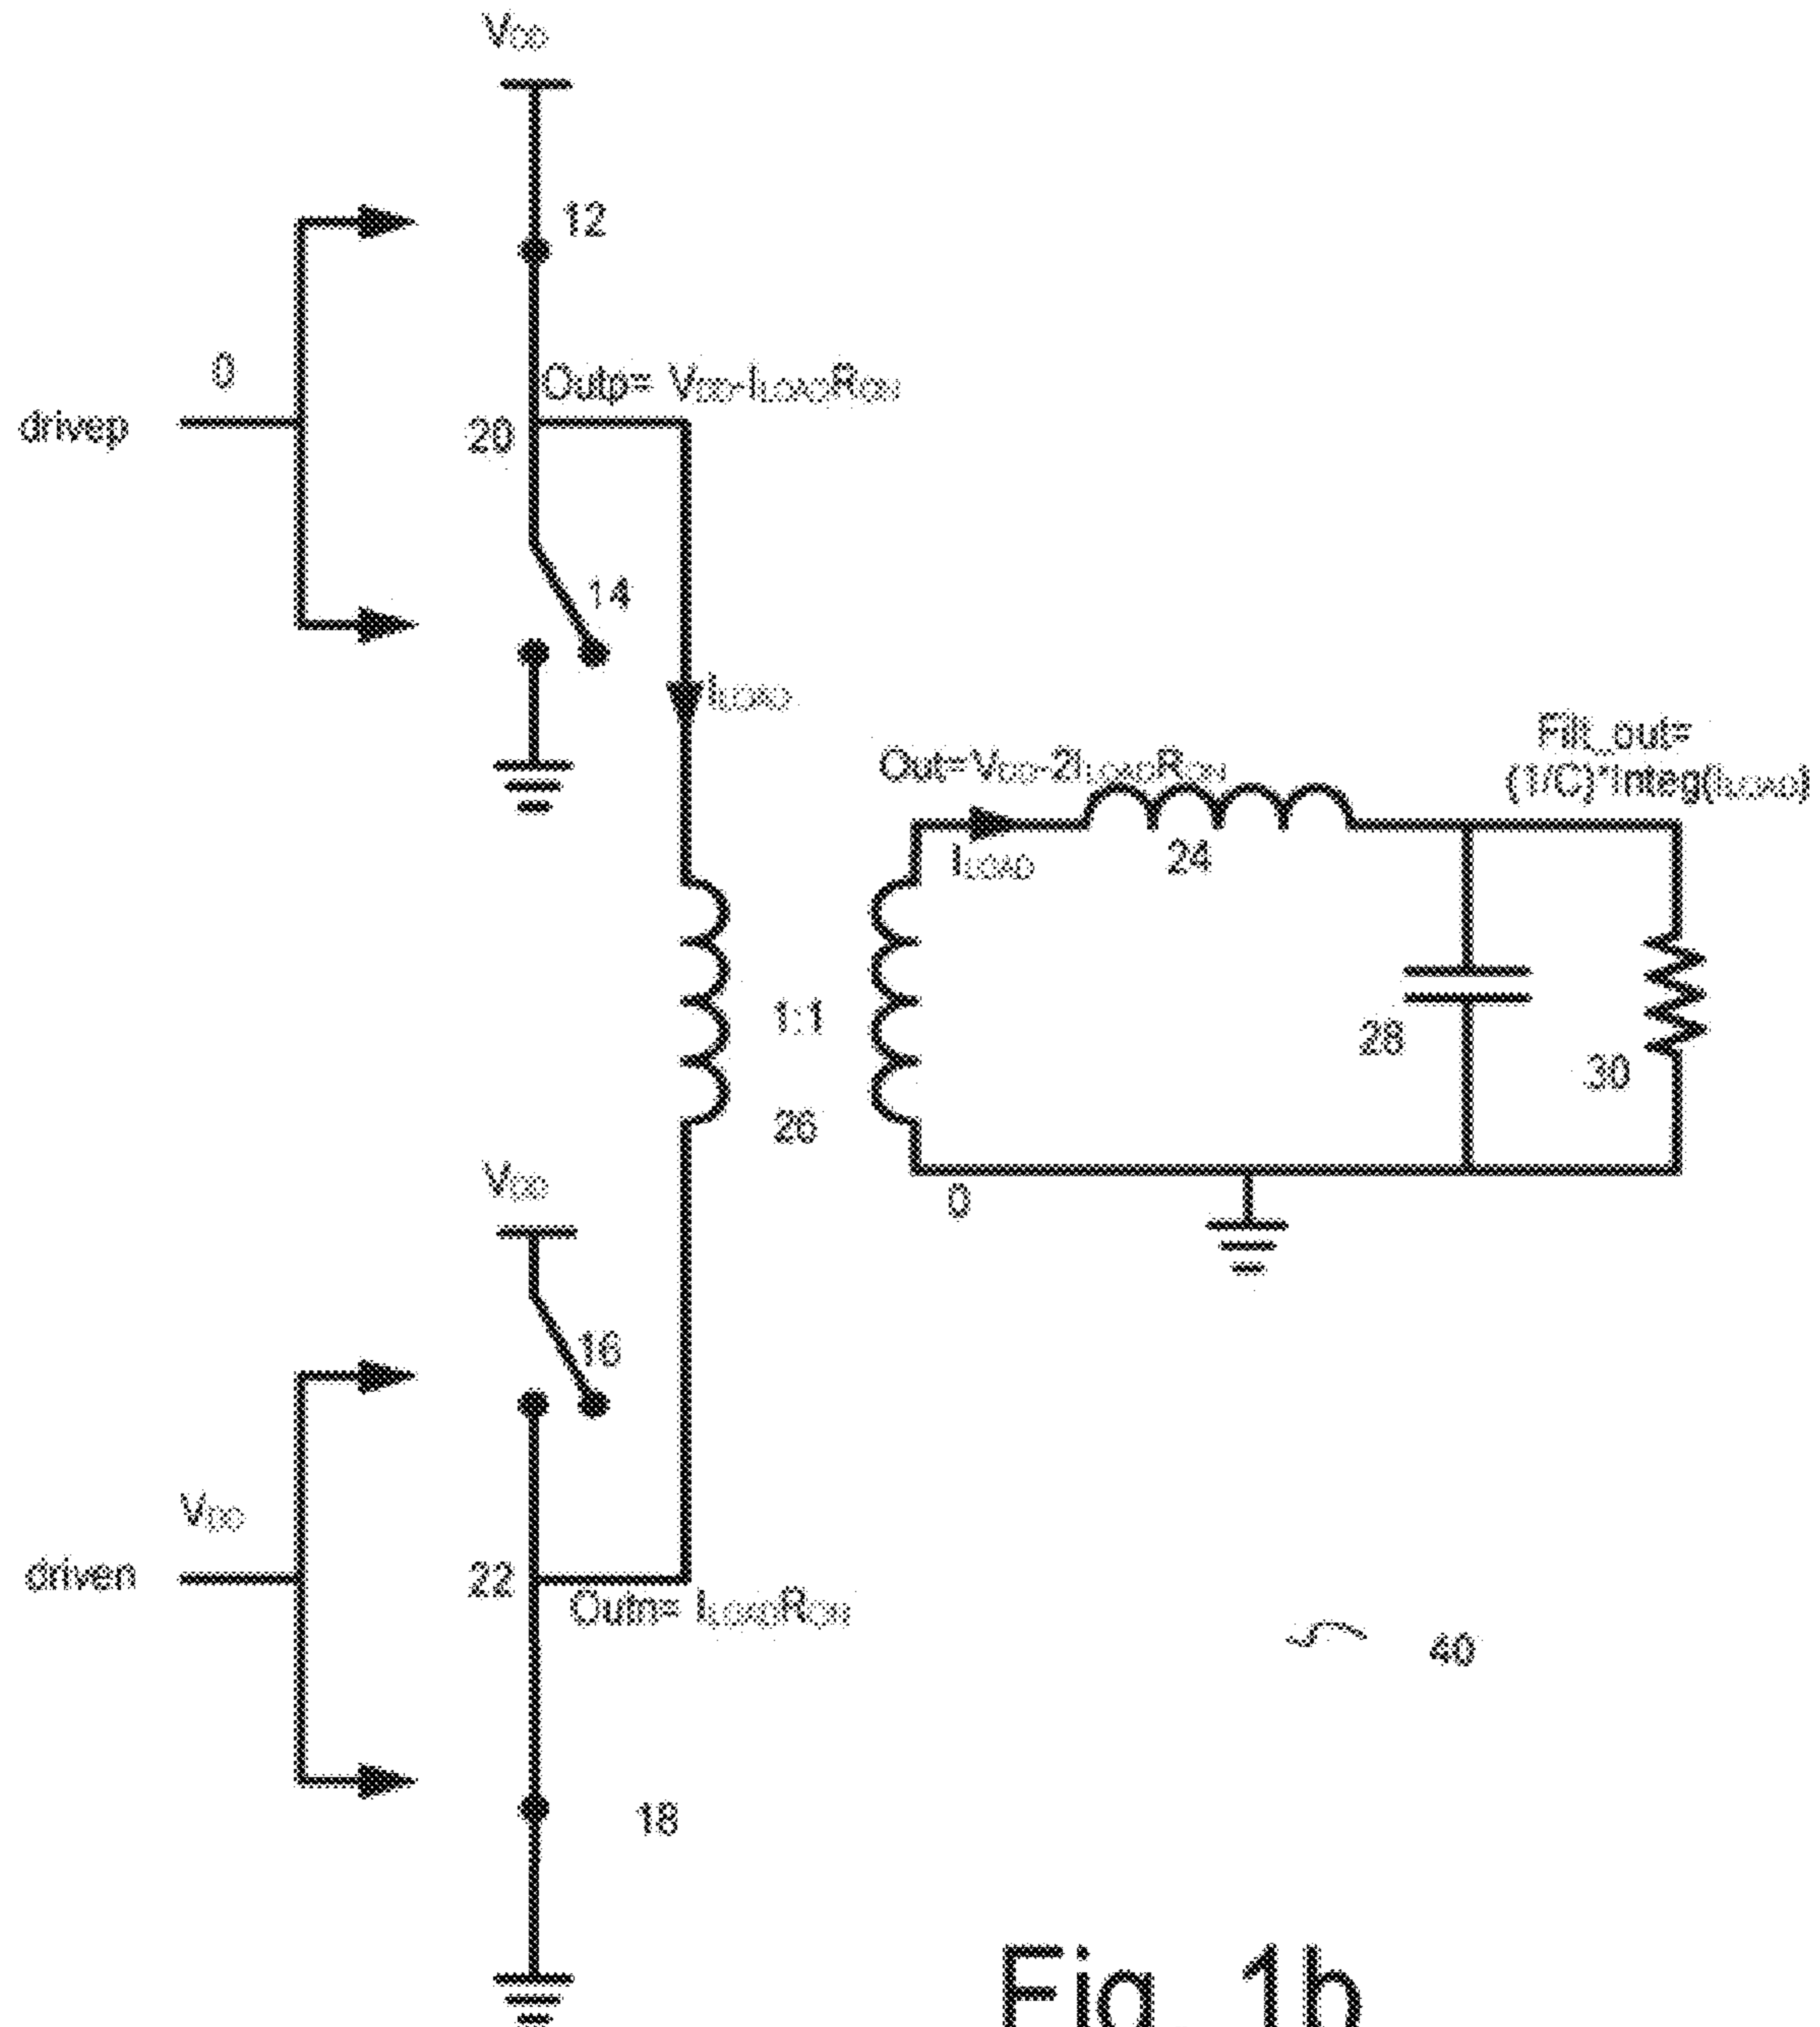 VDD
12
0
Outp= VDD-ILOADRON
drivep
20
14
ILOAD
Out=VDD-2ILOADRON
Filt_out=
(1/C)*Integ(ILOAD)
ILOAD
24
1:1
28
30
26
VDD
0
16
VDD
driven
22
Outn= ILOADRON
40
18
Fig. 1b